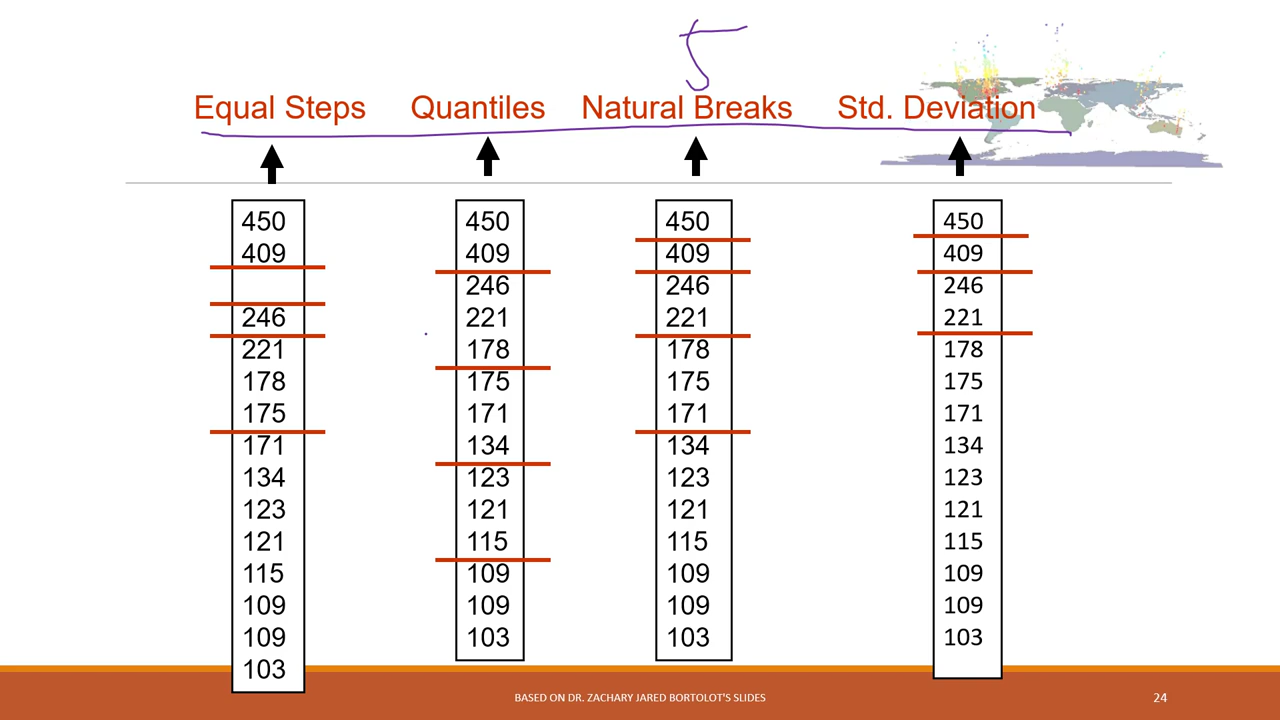 5
Equal Steps Quantiles Natural Breaks Std. Deviation
450 450 450 450
409 409 409 409
246 246 246
246 221 221 221
221 178 178 178
178 175 175 175
175 171 171 171
171 134 134 134
134 123 123 123
123 121 121 121
121 115 115 115
115 109 109 109
109 109 109 109
109 103 103 103
103
BASED ON DR. ZACHARY JARED BORTOLOT'S SLIDES 24